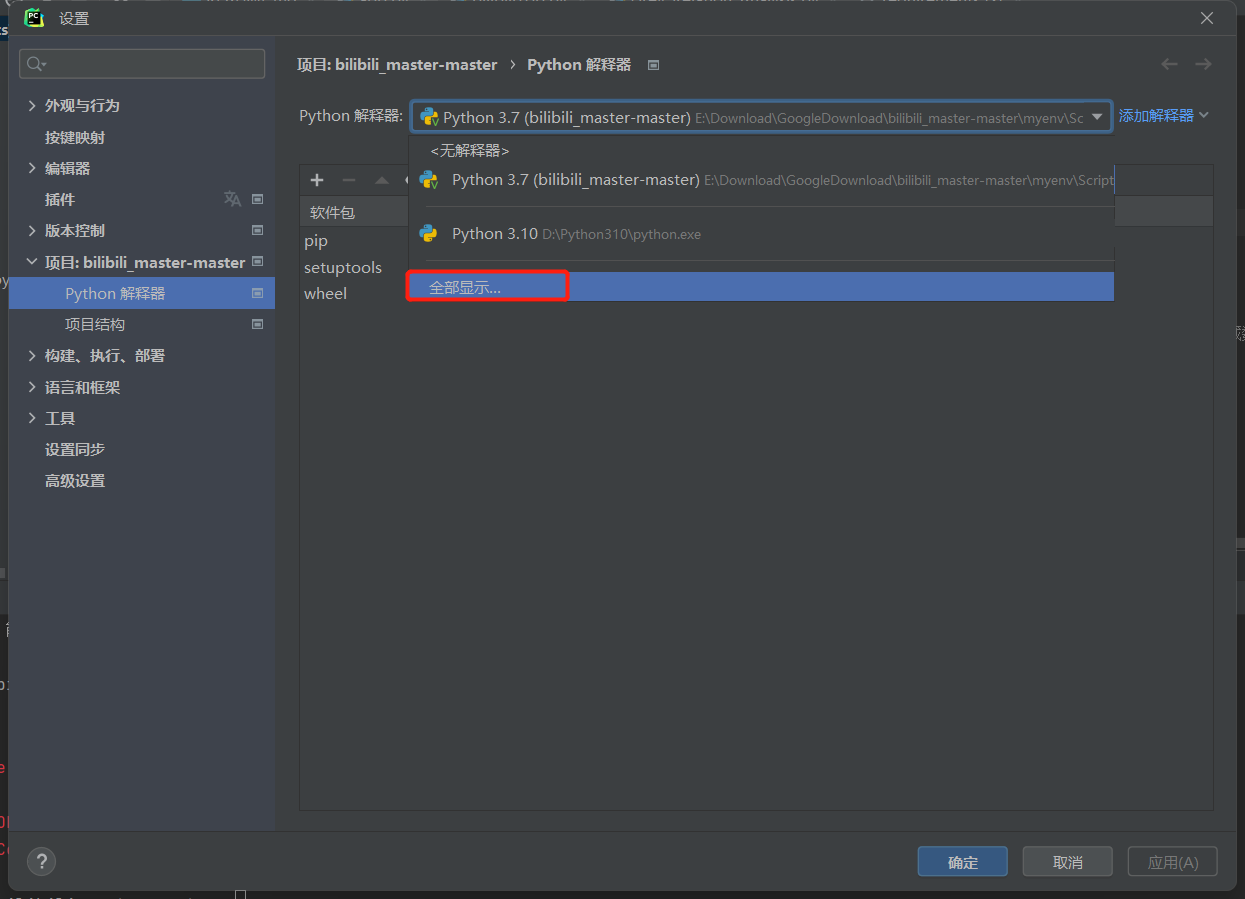 PC 设置
项目: bilibili_master-master › Python 解释器
Python 解释器: Python 3.7 (bilibili_master-master) E:\Download\GoogleDownload\bilibili_master-master\myenv\Sc 添加解释器
外观与行为
按键映射
编辑器
插件
版本控制
项目: bilibili_master-master
Python 解释器
项目结构
构建、执行、部署
语言和框架
工具
设置同步
高级设置
<无解释器>
Python 3.7 (bilibili_master-master) E:\Download\GoogleDownload\bilibili_master-master\myenv\Script
Python 3.10 D:\Python310\python.exe
全部显示...
软件包
pip
setuptools
wheel
?
确定
取消
应用(A)